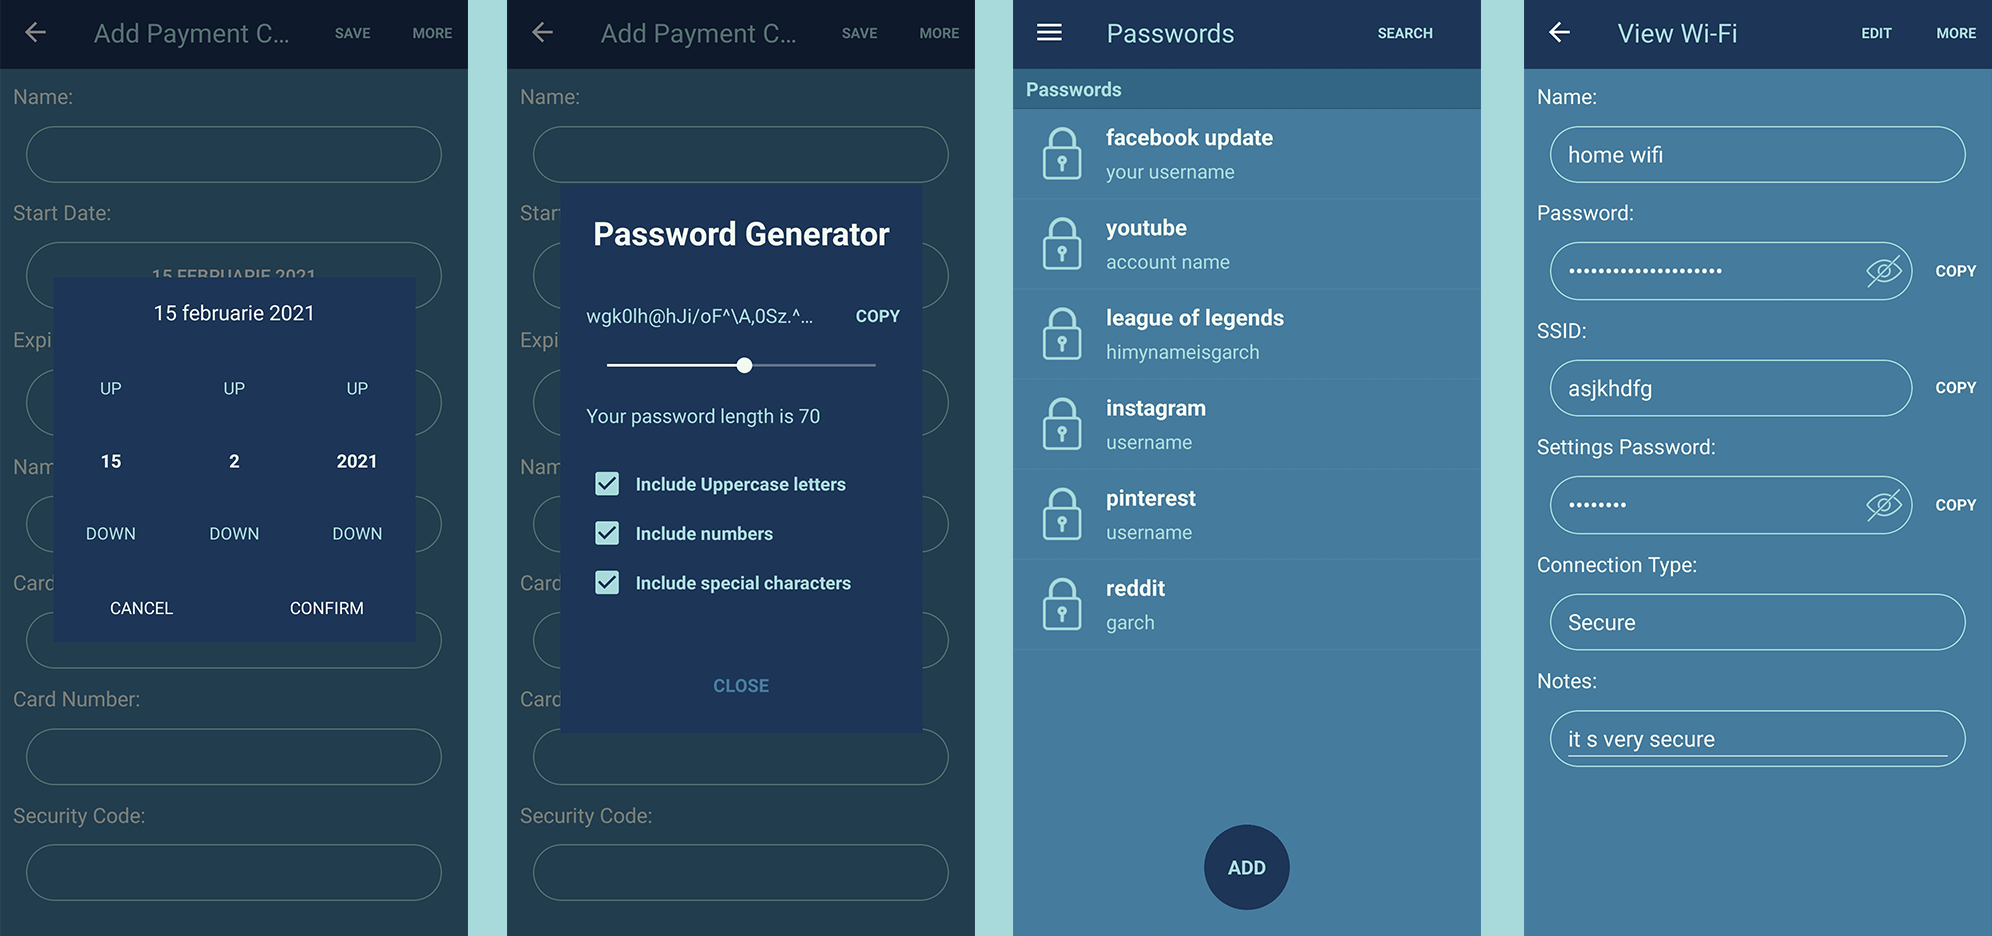 Add Payment C...
SAVE
MORE
Name:
Start Date:
15 FEBRUARIE 2021
15 februarie 2021
Expi
UP
UP
UP
15
2
2021
Nam
DOWN
DOWN
DOWN
Card
CANCEL
CONFIRM
Card Number:
Security Code:
Add Payment C...
SAVE
MORE
Name:
Star
Password Generator
wgk0lh@hJi/oF^\A,0Sz.^...
COPY
Expi
Your password length is 70
Nam
Include Uppercase letters
Include numbers
Card
Include special characters
CLOSE
Card
Security Code:
Passwords
SEARCH
Passwords
facebook update
your username
youtube
account name
league of legends
himynameisgarch
instagram
username
pinterest
username
reddit
garch
ADD
View Wi-Fi
EDIT
MORE
Name:
home wifi
Password:
•••••••••••••••••••••
COPY
SSID:
asjkhdfg
COPY
Settings Password:
••••••••
COPY
Connection Type:
Secure
Notes:
it s very secure